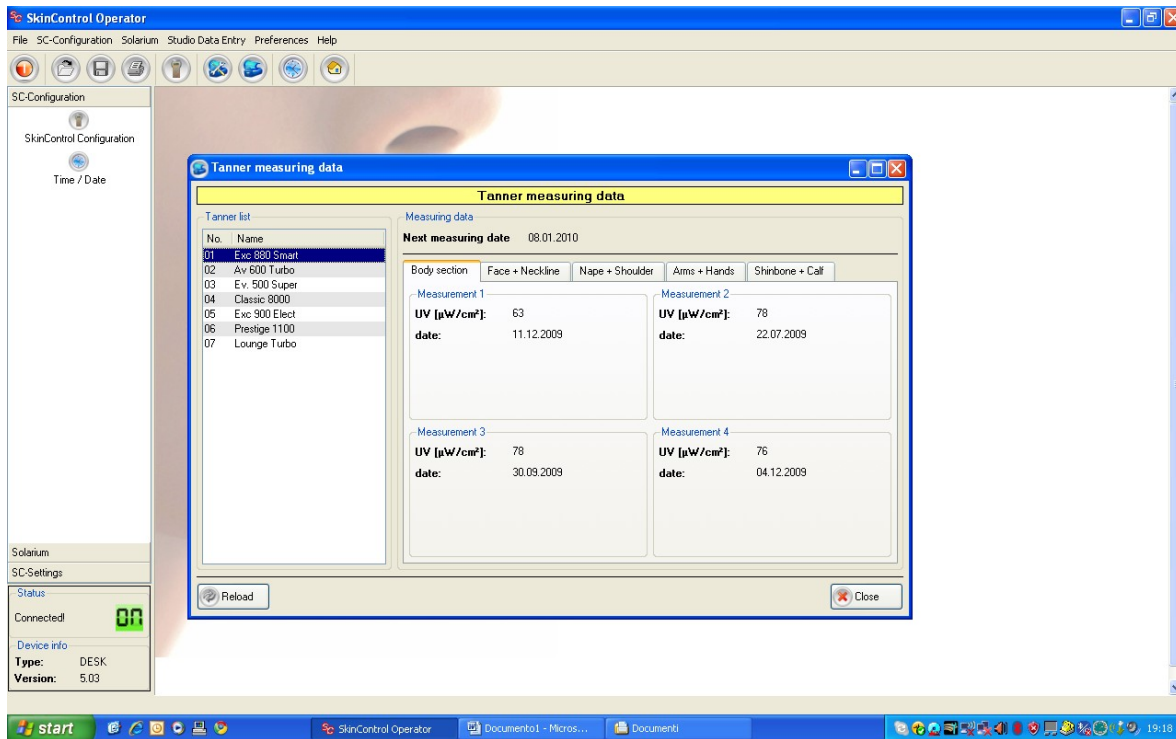 SkinControl Operator
File SC-Configuration Solarium Studio Data Entry Preferences Help
SC-Configuration
SkinControl Configuration
Time / Date
Solarium
SC-Settings
Status
Connected!
ON
Device info
Type: DESK
Version: 5.03
Tanner measuring data
Tanner measuring data
Tanner list
No. Name
01 Exc 880 Smart
02 Av 600 Turbo
03 Ev. 500 Super
04 Classic 8000
05 Exc 900 Elect
06 Prestige 1100
07 Lounge Turbo
Measuring data
Next measuring date 08.01.2010
Body section Face + Neckline Nape + Shoulder Arms + Hands Shinbone + Calf
Measurement 1
UV [µW/cm²]: 63
date: 11.12.2009
Measurement 2
UV [µW/cm²]: 78
date: 22.07.2009
Measurement 3
UV [µW/cm²]: 78
date: 30.09.2009
Measurement 4
UV [µW/cm²]: 76
date: 04.12.2009
Reload
Close
start
SkinControl Operator
Documento1 - Micros...
Documenti
19:18